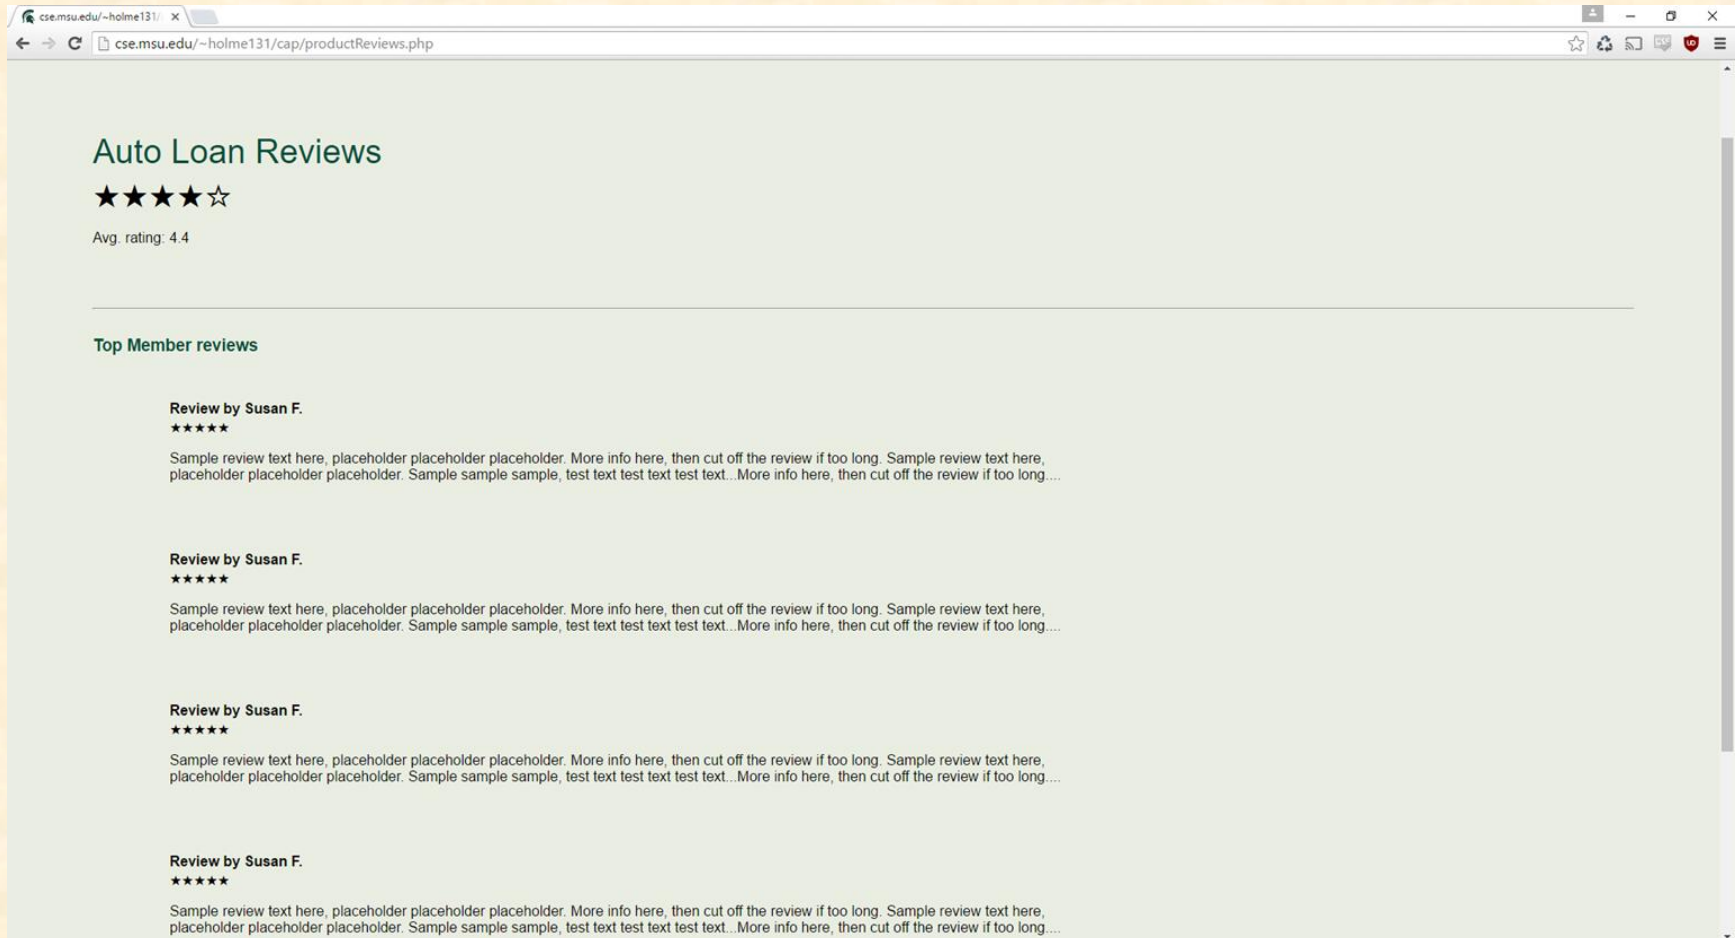 cse.msu.edu/~holme131/
cse.msu.edu/~holme131/cap/productReviews.php
Auto Loan Reviews
★★★★☆
Avg. rating: 4.4
Top Member reviews
Review by Susan F.
★★★★★
Sample review text here, placeholder placeholder placeholder. More info here, then cut off the review if too long. Sample review text here,
placeholder placeholder placeholder. Sample sample sample, test text test text test text...More info here, then cut off the review if too long....
Review by Susan F.
★★★★★
Sample review text here, placeholder placeholder placeholder. More info here, then cut off the review if too long. Sample review text here,
placeholder placeholder placeholder. Sample sample sample, test text test text test text...More info here, then cut off the review if too long....
Review by Susan F.
★★★★★
Sample review text here, placeholder placeholder placeholder. More info here, then cut off the review if too long. Sample review text here,
placeholder placeholder placeholder. Sample sample sample, test text test text test text...More info here, then cut off the review if too long....
Review by Susan F.
★★★★★
Sample review text here, placeholder placeholder placeholder. More info here, then cut off the review if too long. Sample review text here,
placeholder placeholder placeholder. Sample sample sample, test text test text test text...More info here, then cut off the review if too long....